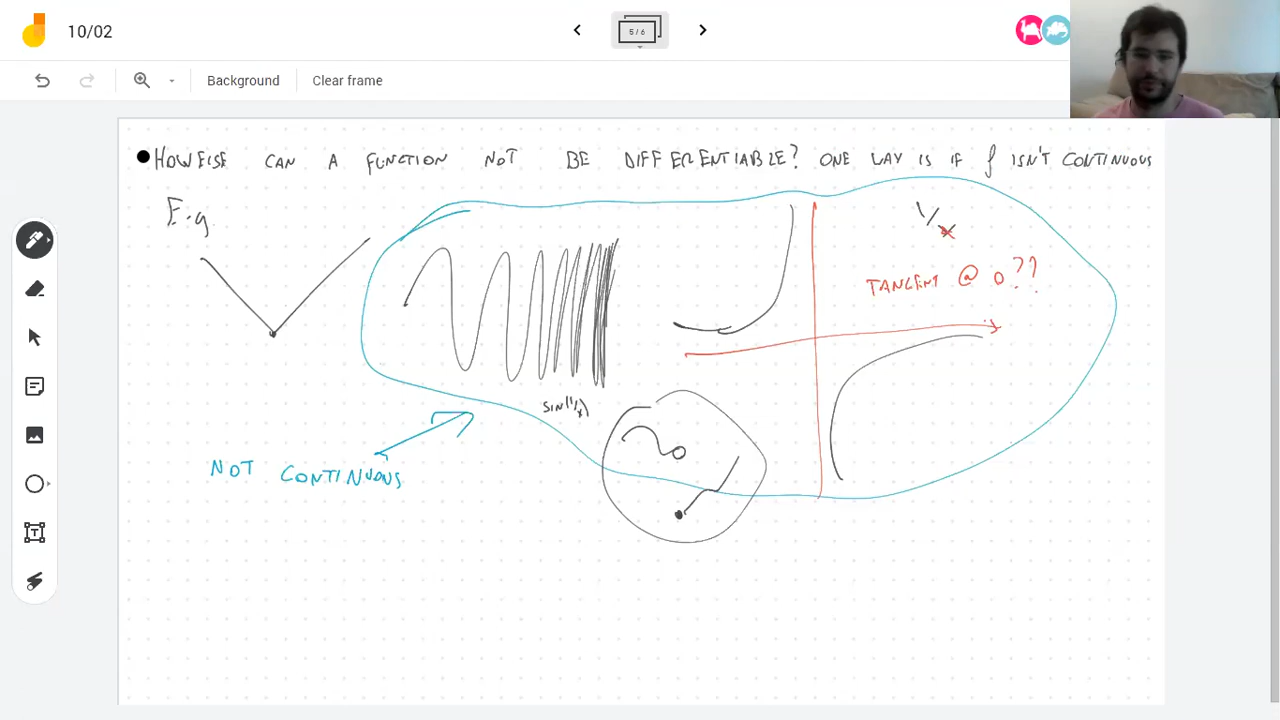 10/02
5 / 6
Background
Clear frame
HOW ELSE CAN A FUNCTION NOT BE DIFFERENTIABLE? ONE WAY IS IF f ISN'T CONTINUOUS
E.g
1/x
TANGENT @ 0??
SIN(1/x)
NOT CONTINUOUS
T